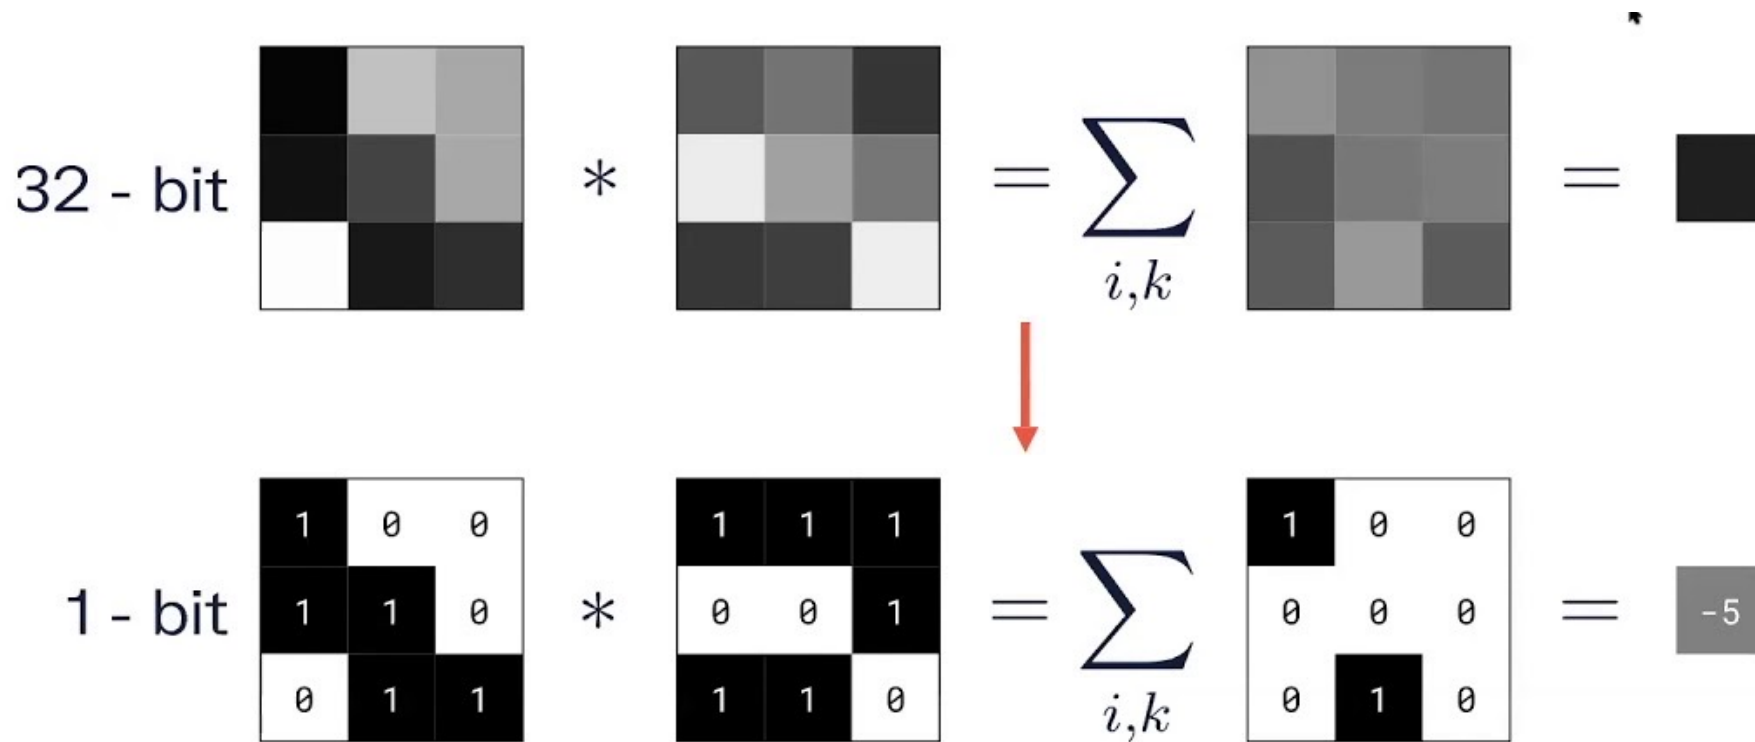 32 - bit * = ∑ i,k =
1 0 0 1 1 1 1 0 0
1 - bit 1 1 0 * 0 0 1 = ∑ i,k 0 0 0 = -5
0 1 1 1 1 0 0 1 0